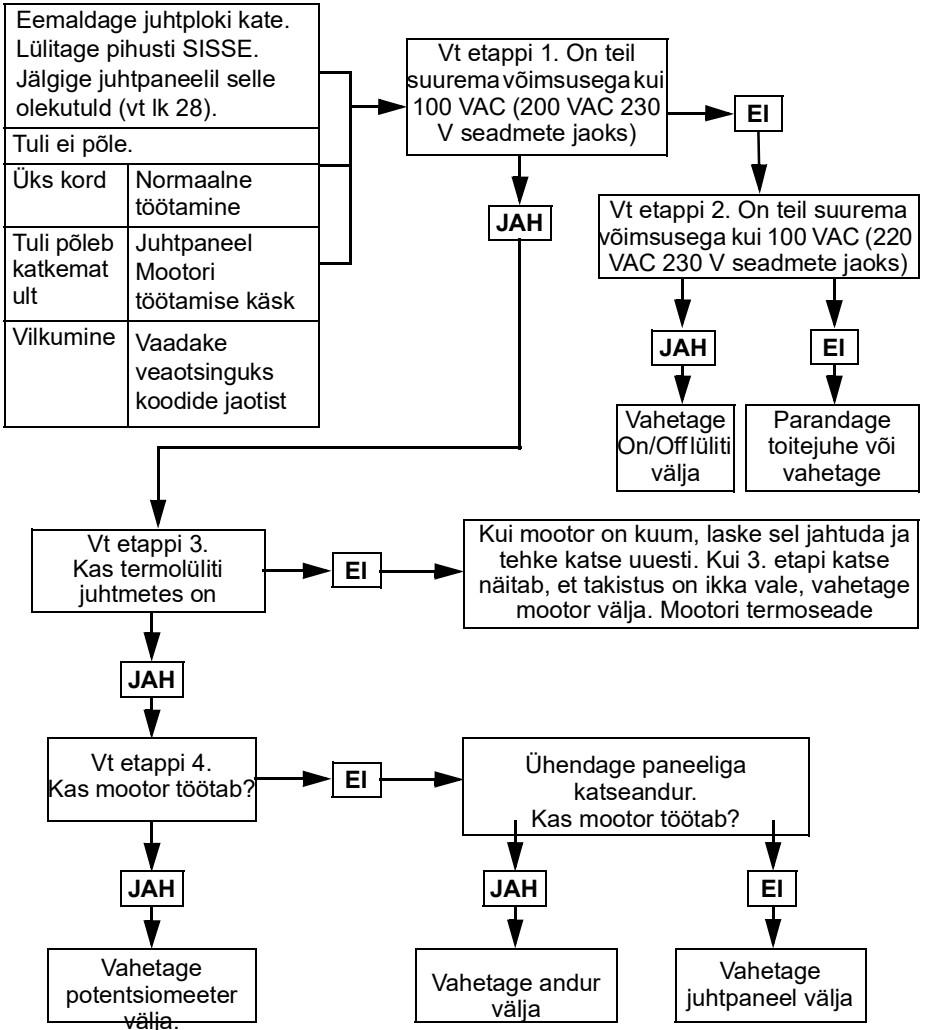 Eemaldage juhtploki kate.
Lülitage pihusti SISSE.
Jälgige juhtpaneelil selle
olekutuld (vt lk 28).
Tuli ei põle.
Üks kord
Normaalne
töötamine
Tuli põleb
katkemat
ult
Juhtpaneel
Mootori
töötamise käsk
Vilkumine
Vaadake
veaotsinguks
koodide jaotist
Vt etappi 1. On teil
suurema võimsusega kui
100 VAC (200 VAC 230
V seadmete jaoks)
EI
JAH
Vt etappi 2. On teil suurema
võimsusega kui 100 VAC (220
VAC 230 V seadmete jaoks)
JAH
EI
Vahetage
On/Off lüliti
välja
Parandage
toitejuhe või
vahetage
Vt etappi 3.
Kas termolüliti
juhtmetes on
EI
Kui mootor on kuum, laske sel jahtuda ja
tehke katse uuesti. Kui 3. etapi katse
näitab, et takistus on ikka vale, vahetage
mootor välja. Mootori termoseade
JAH
Vt etappi 4.
Kas mootor töötab?
EI
Ühendage paneeliga
katseandur.
Kas mootor töötab?
JAH
JAH
EI
Vahetage
potentsiomeeter
välja.
Vahetage andur
välja
Vahetage
juhtpaneel välja